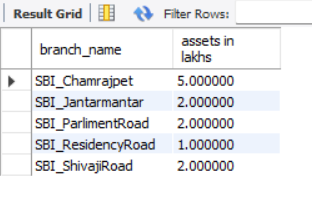 Result Grid Filter Rows:
branch_name assets in lakhs
SBI_Chamrajpet 5.000000
SBI_Jantarmantar 2.000000
SBI_ParlimentRoad 2.000000
SBI_ResidencyRoad 1.000000
SBI_ShivajiRoad 2.000000